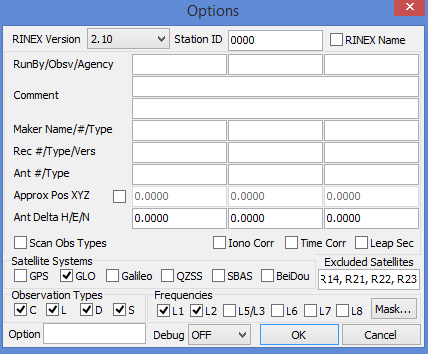 Options
RINEX Version 2.10 Station ID 0000 RINEX Name
RunBy/Obsv/Agency
Comment
Maker Name/#/Type
Rec #/Type/Vers
Ant #/Type
Approx Pos XYZ 0.0000 0.0000 0.0000
Ant Delta H/E/N 0.0000 0.0000 0.0000
Scan Obs Types Iono Corr Time Corr Leap Sec
Satellite Systems Excluded Satellites
GPS GLO Galileo QZSS SBAS BeiDou R14, R21, R22, R23
Observation Types Frequencies
C L D S L1 L2 L5/L3 L6 L7 L8 Mask...
Option Debug OFF OK Cancel